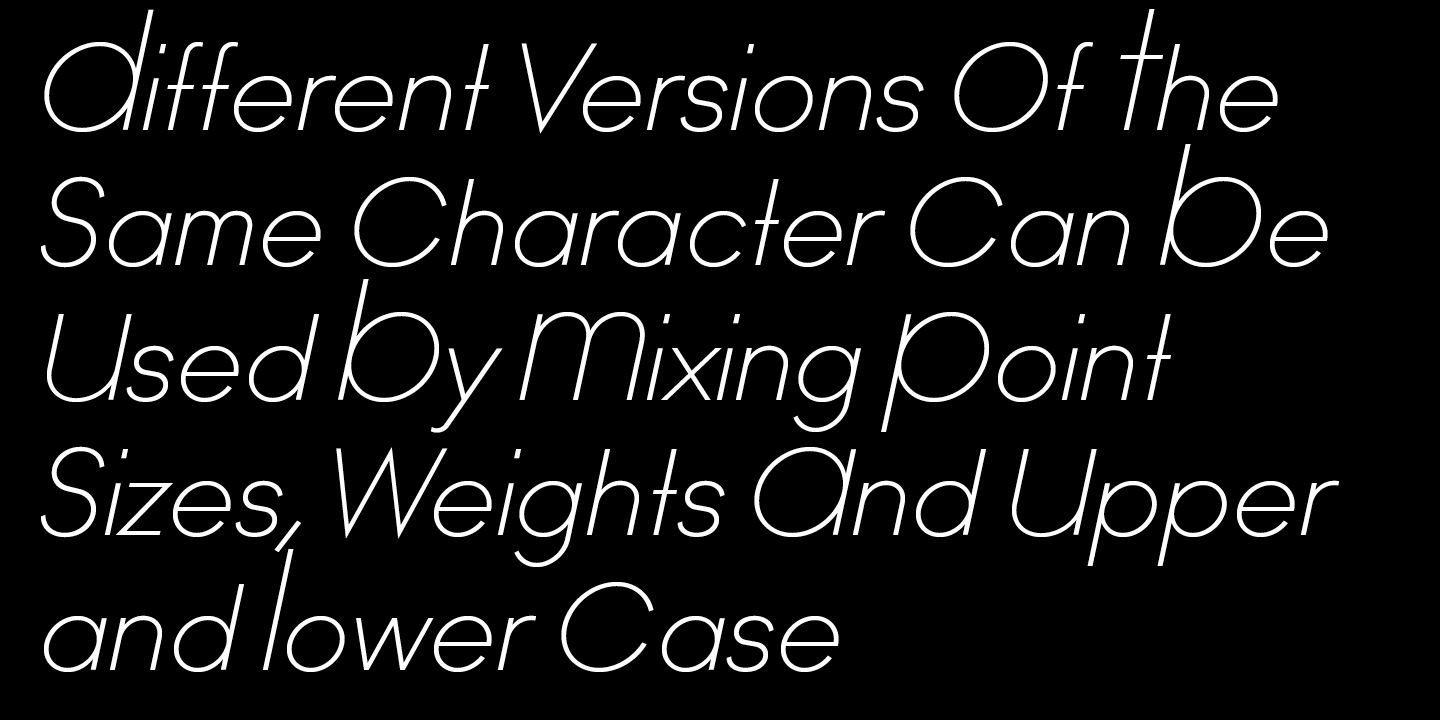 different Versions Of the
Same Character Can be
Used by mixing point
Sizes, Weights And Upper
and lower Case